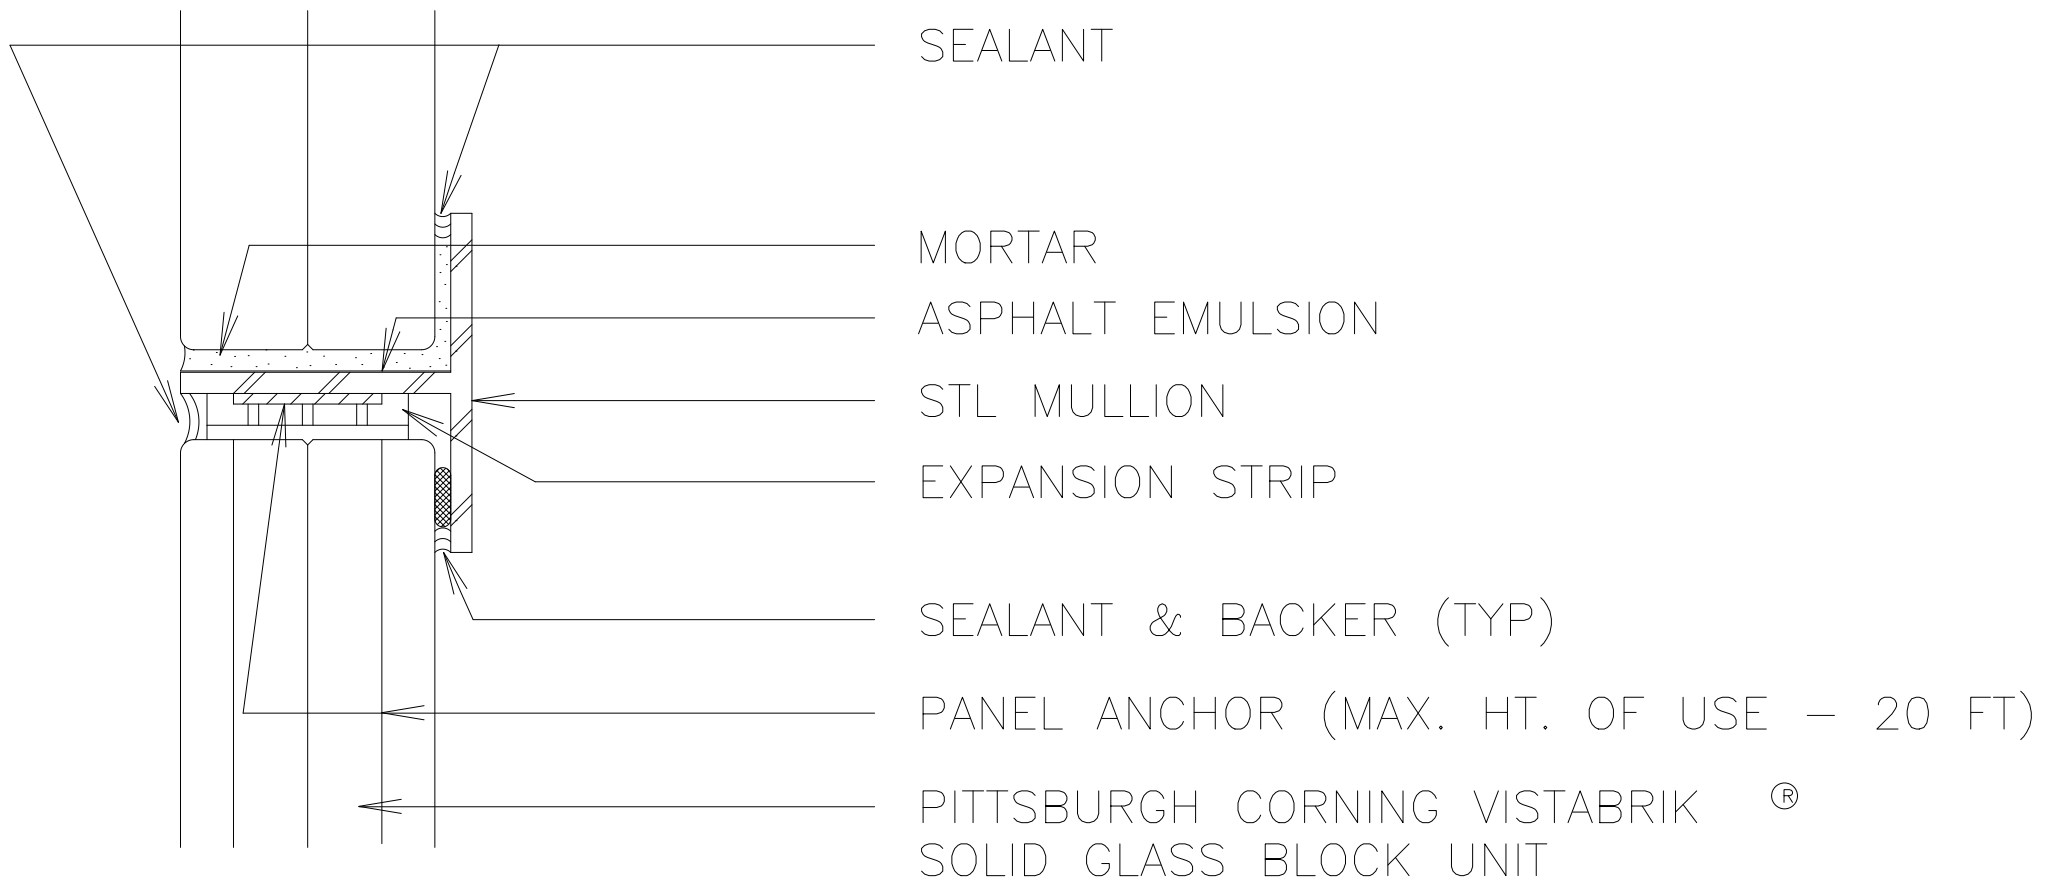 SEALANT
MORTAR
ASPHALT EMULSION
STL MULLION
EXPANSION STRIP
SEALANT & BACKER (TYP)
PANEL ANCHOR (MAX. HT. OF USE – 20 FT)
PITTSBURGH CORNING VISTABRIK ®
SOLID GLASS BLOCK UNIT